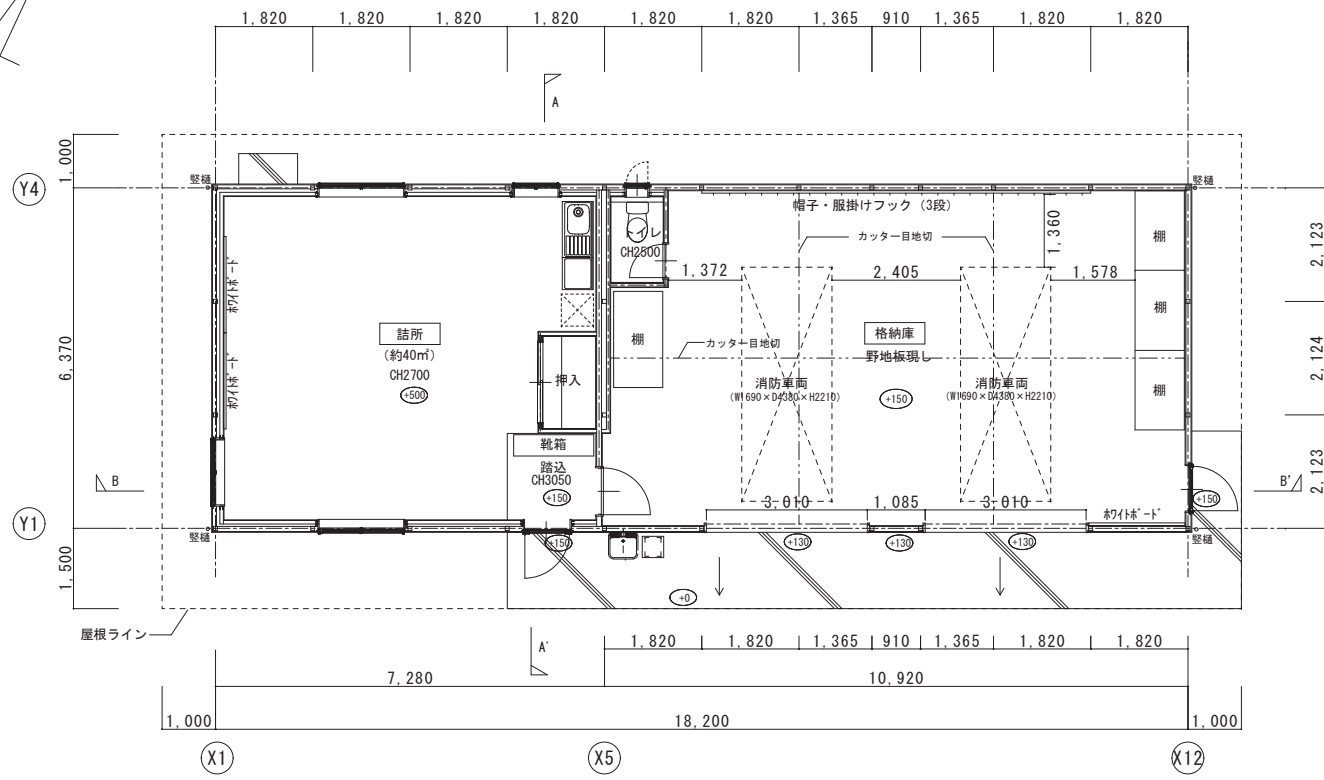 1,820 1,820 1,820 1,820 1,820 1,820 1,365 910 1,365 1,820 1,820
A
1,000
Y4
竪樋
竪樋
帽子・服掛けフック (3段)
トイレ
CH2500
カッター目地切
1,360
棚
2,123
ホワイトボード
1,372
2,405
1,578
棚
詰所
(約40㎡)
CH2700
+500
棚
カッター目地切
格納庫
野地板現し
2,124
6,370
ホワイトボード
押入
消防車両
(W1690×D4380×H2210)
+150
消防車両
(W1690×D4380×H2210)
棚
靴箱
踏込
CH3050
+150
B
B'
+150
2,123
3,010
1,085
3,010
ホワイトボード
Y1
竪樋
+150
+130
+130
+130
竪樋
1,500
+0
屋根ライン
A'
1,820 1,820 1,365 910 1,365 1,820 1,820
7,280
10,920
1,000
18,200
1,000
X1
X5
X12